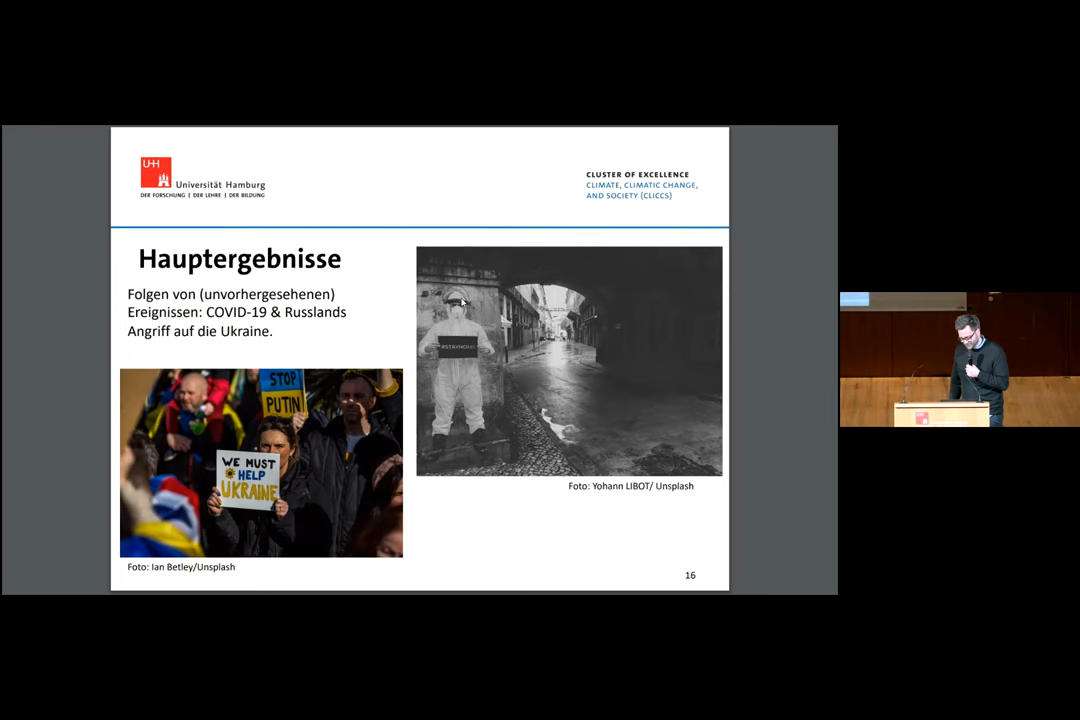 UHH
Universität Hamburg
DER FORSCHUNG | DER LEHRE | DER BILDUNG
CLUSTER OF EXCELLENCE
CLIMATE, CLIMATIC CHANGE,
AND SOCIETY (CLICCS)
Hauptergebnisse
Folgen von (unvorhergesehenen)
Ereignissen: COVID-19 & Russlands
Angriff auf die Ukraine.
STOP
PUTIN
WE MUST
HELP
UKRAINE
Foto: Ian Betley/Unsplash
#STAYHOME
Foto: Yohann LIBOT/ Unsplash
16